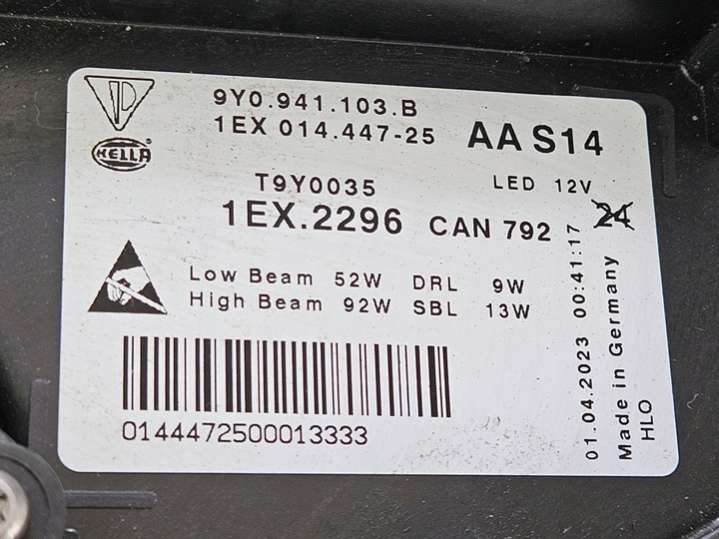 9Y0.941.103.B
1EX 014.447-25
AA S14
HELLA
T9Y0035
LED 12V
1EX.2296 CAN 792
24
Low Beam 52W DRL 9W
High Beam 92W SBL 13W
0144472500013333
01.04.2023 00:41:17
Made in Germany
HLO